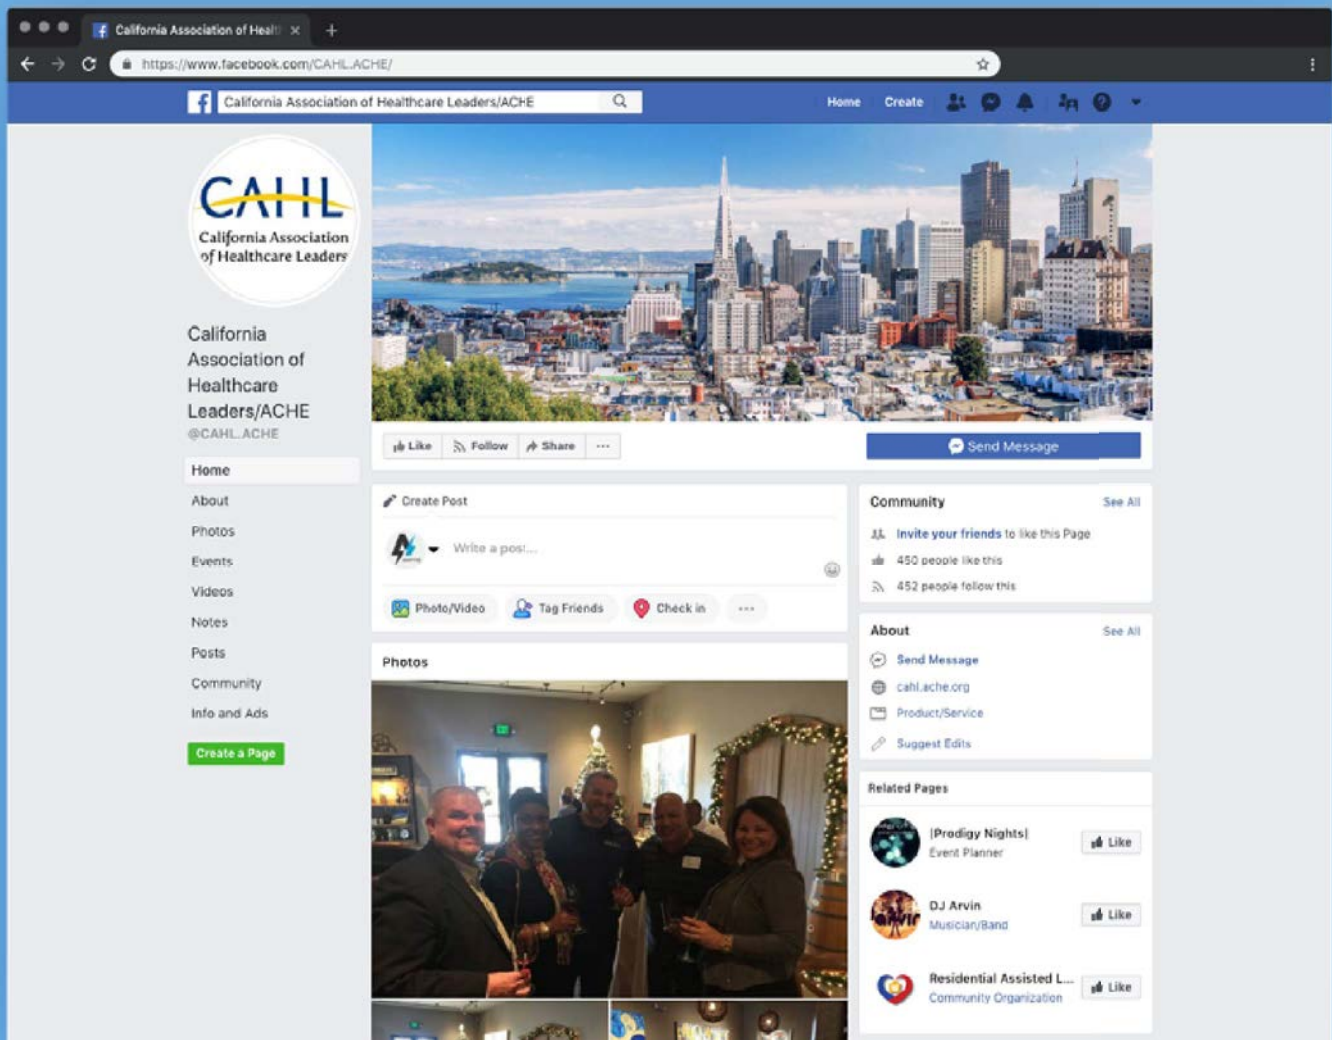 California Association of Healt
https://www.facebook.com/CAHL.ACHE/
California Association of Healthcare Leaders/ACHE
Home
Create
CAHL
California Association
of Healthcare Leaders
California
Association of
Healthcare
Leaders/ACHE
@CAHL.ACHE
Home
About
Photos
Events
Videos
Notes
Posts
Community
Info and Ads
Create a Page
Like
Follow
Share
Send Message
Create Post
Write a post...
Photo/Video
Tag Friends
Check in
Photos
Community
See All
Invite your friends to like this Page
450 people like this
452 people follow this
About
See All
Send Message
cahl.ache.org
Product/Service
Suggest Edits
Related Pages
|Prodigy Nights|
Event Planner
Like
DJ Arvin
Musician/Band
Like
Residential Assisted L...
Community Organization
Like